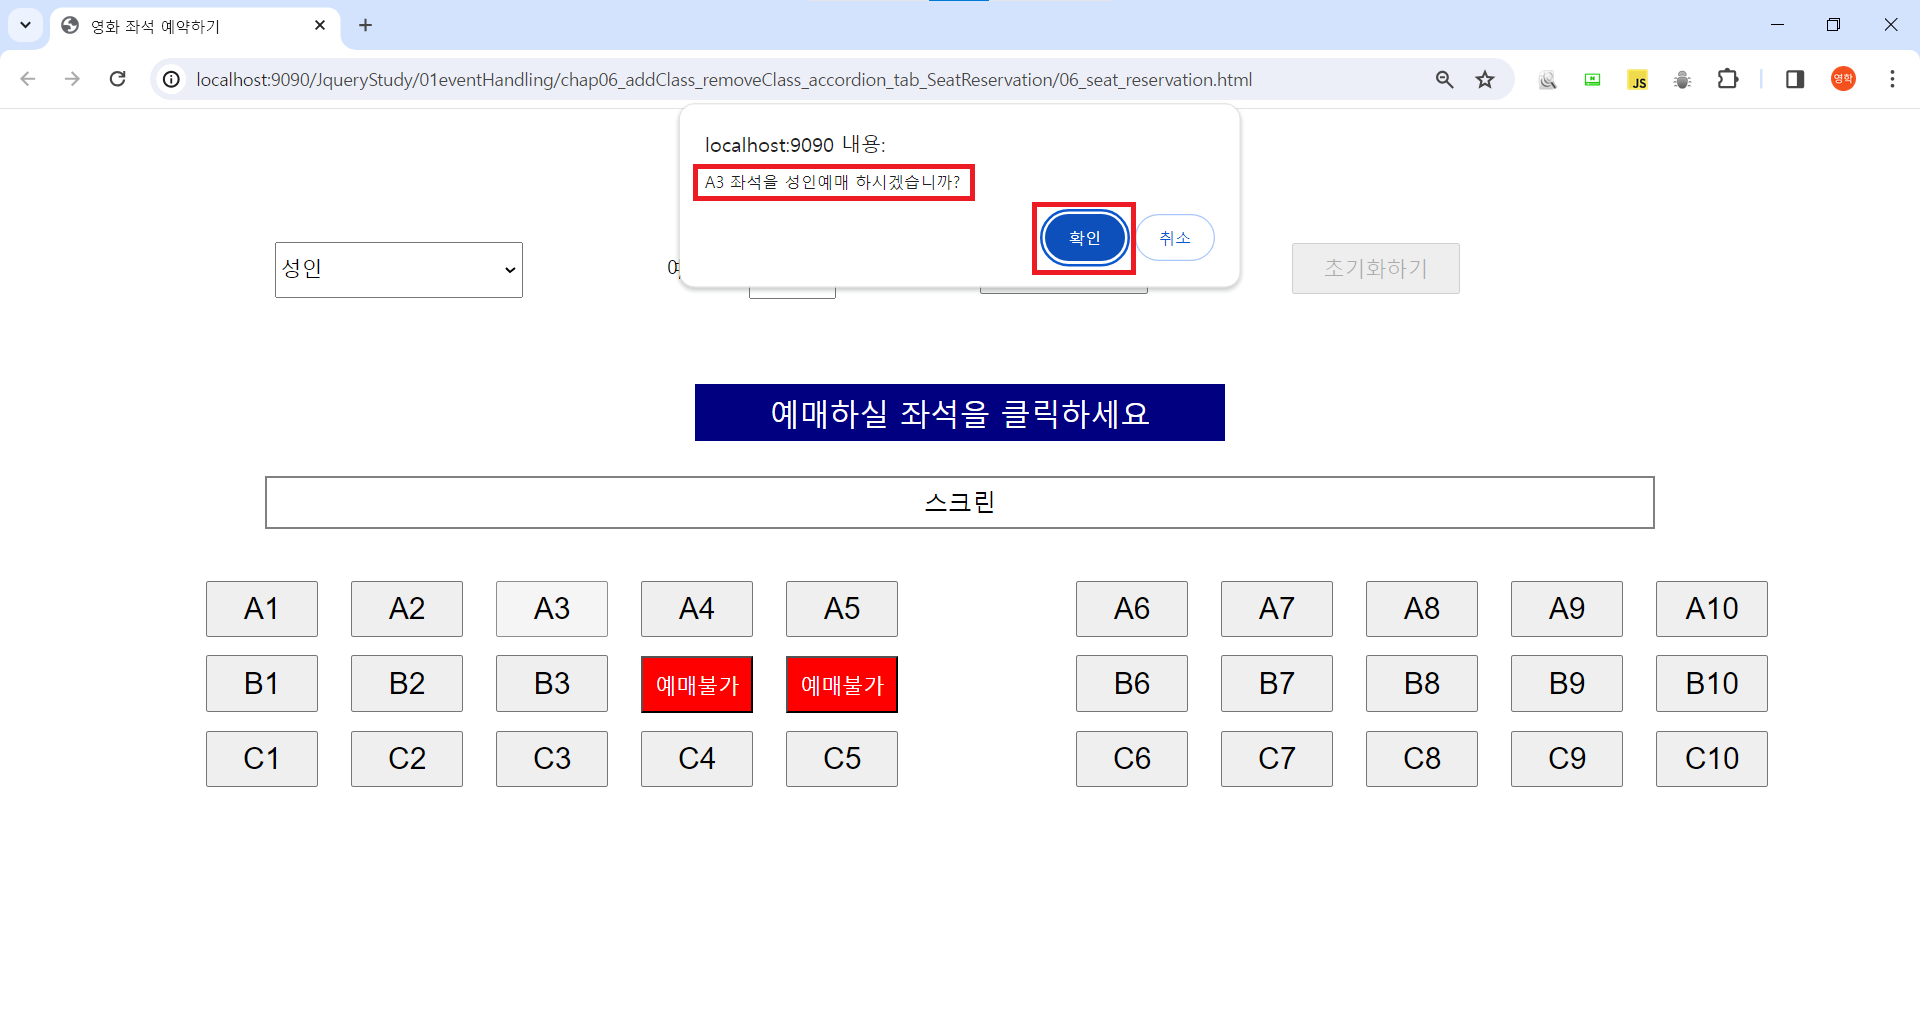 영화 좌석 예약하기
localhost:9090/JqueryStudy/01eventHandling/chap06_addClass_removeClass_accordion_tab_SeatReservation/06_seat_reservation.html
JS
영학
localhost:9090 내용:
A3 좌석을 성인예매 하시겠습니까?
확인 취소
성인
초기화하기
예매하실 좌석을 클릭하세요
스크린
A1 A2 A3 A4 A5 A6 A7 A8 A9 A10
B1 B2 B3 예매불가 예매불가 B6 B7 B8 B9 B10
C1 C2 C3 C4 C5 C6 C7 C8 C9 C10